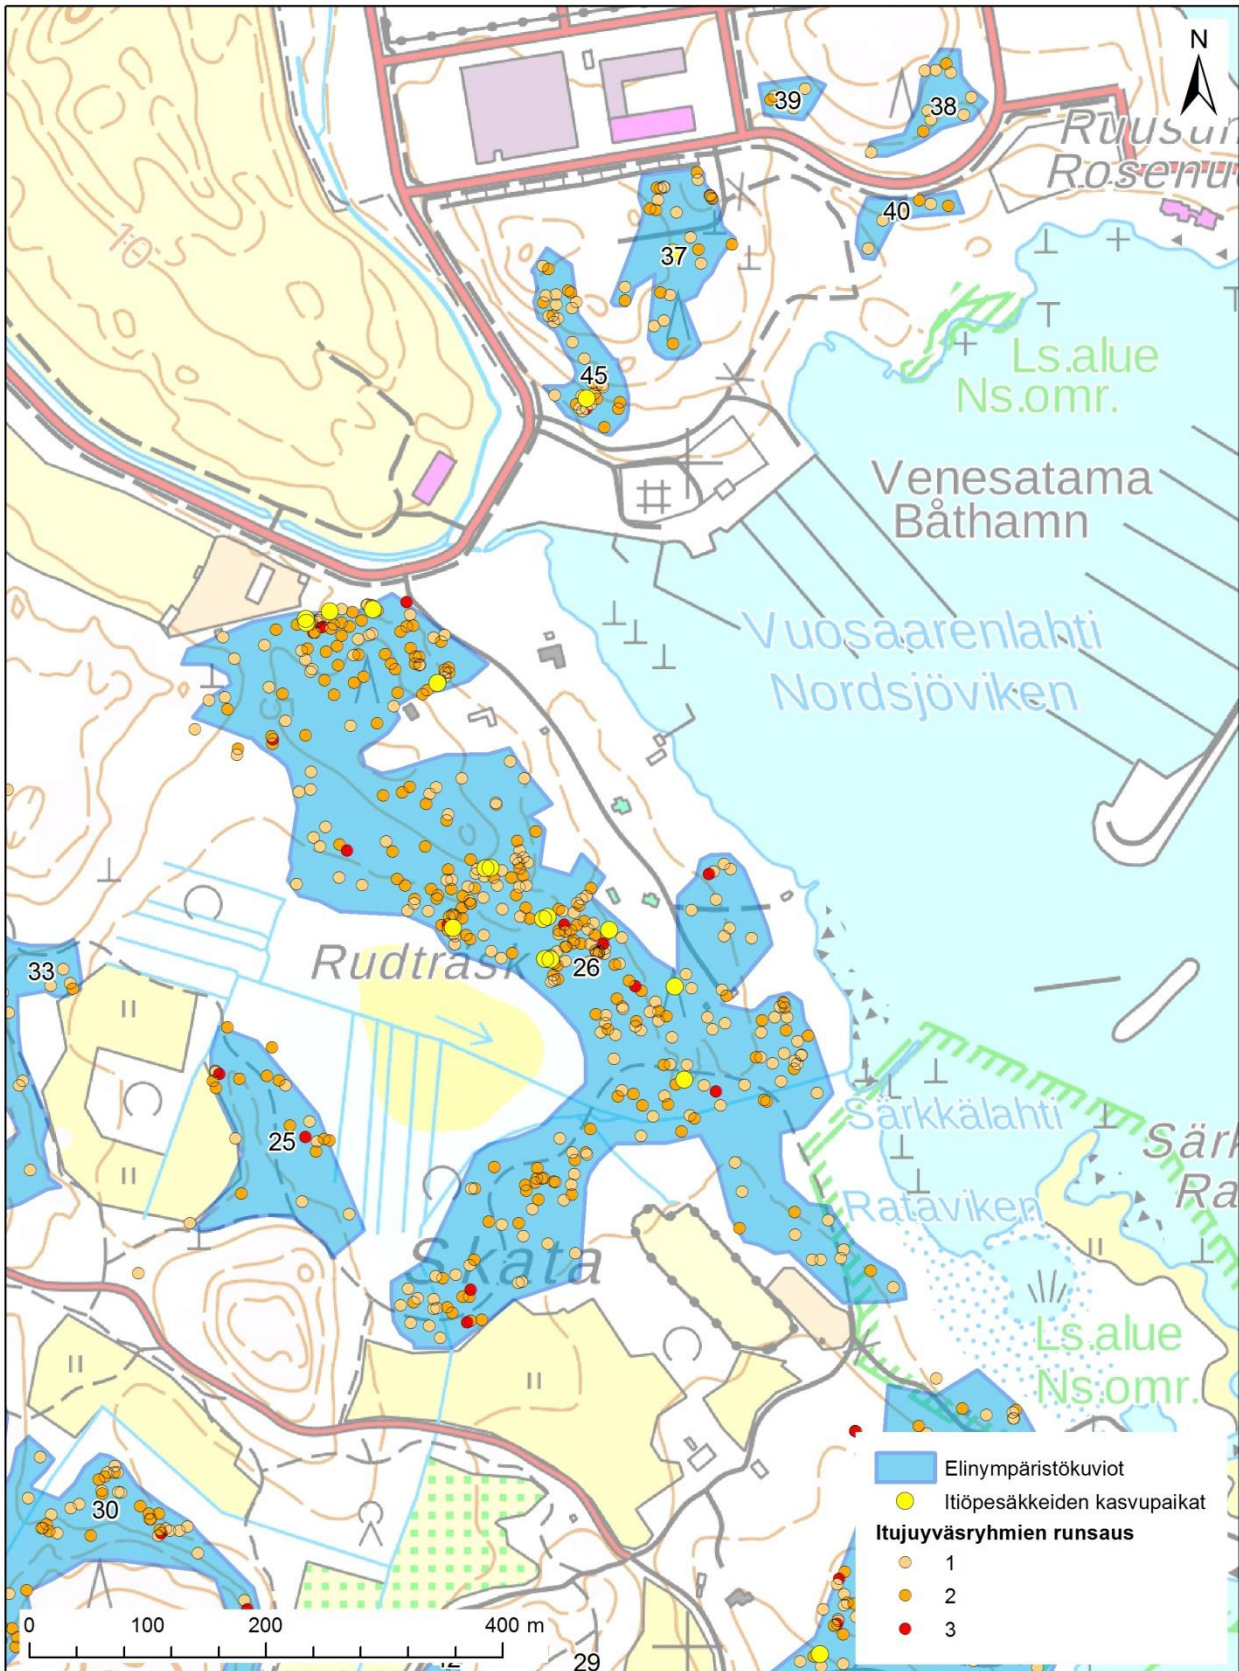 N
39
38
Rosenu
40
10
37
45
Ls.alue
Ns.omr.
Venesatama
Båthamn
Vuosaarenlahti
Nordsjöviken
Rudträsk
26
33
25
Särkkälahti
Särk
Ra
Rataviken
Skata
Ls.alue
Ns.omr.
Elinympäristökuviot
Itiöpesäkkeiden kasvupaikat
Itujuyväsryhmien runsaus
1
2
3
30
0 100 200 400 m
29